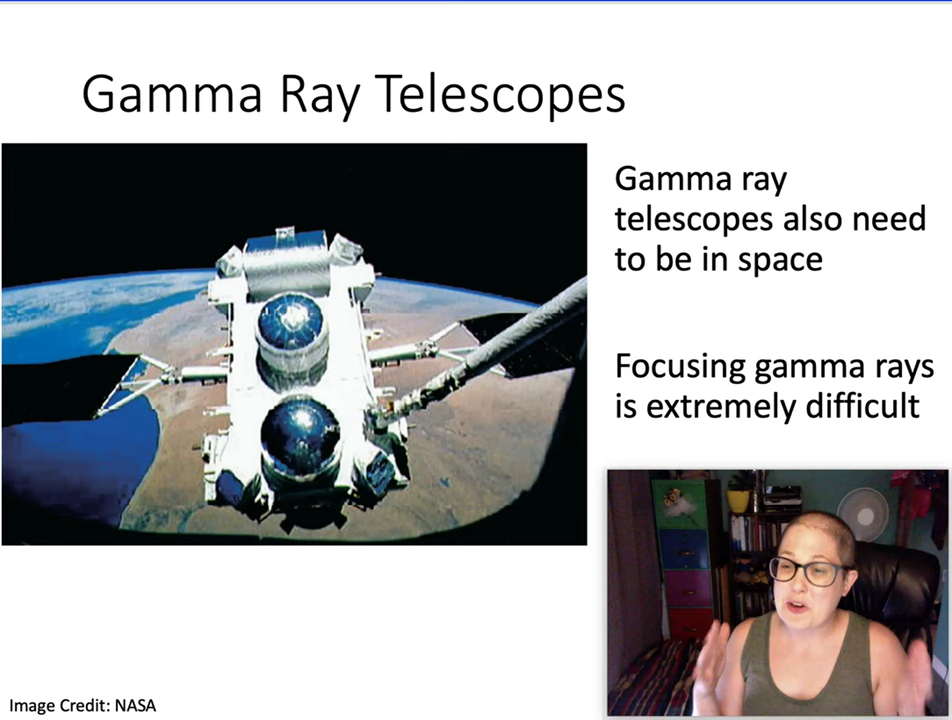 Gamma Ray Telescopes
Gamma ray
telescopes also need
to be in space
Focusing gamma rays
is extremely difficult
Image Credit: NASA